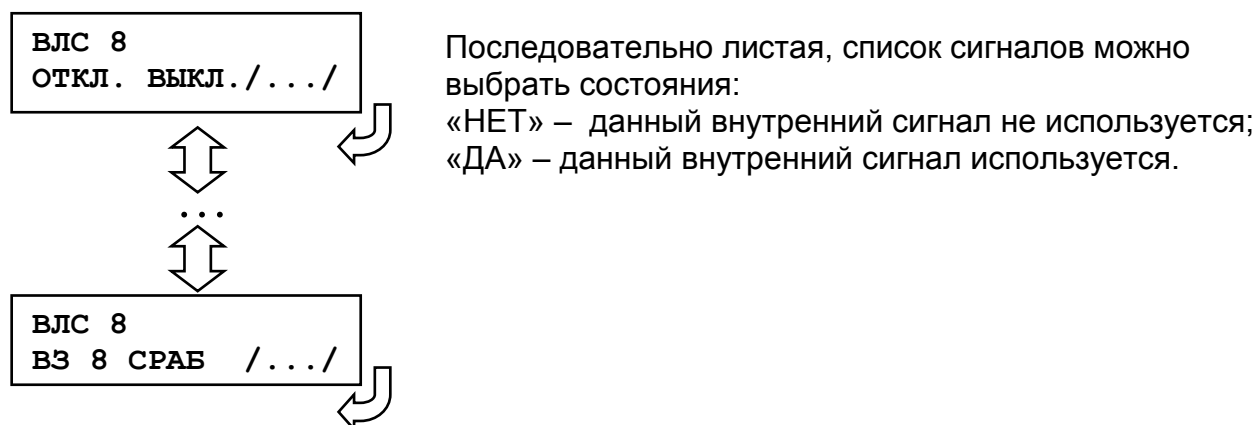 ВЛС 8
ОТКЛ. ВЫКЛ./.../
Последовательно листая, список сигналов можно
выбрать состояния:
«НЕТ» – данный внутренний сигнал не используется;
«ДА» – данный внутренний сигнал используется.
...
ВЛС 8
ВЗ 8 СРАБ /.../